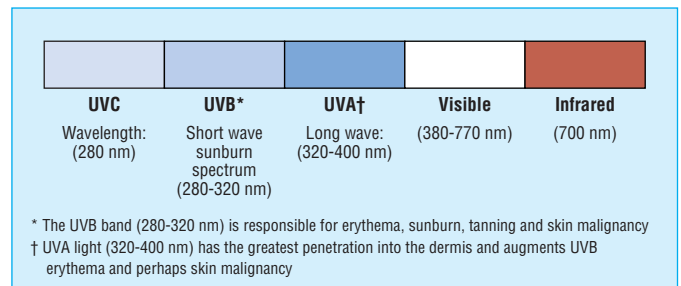 UVC UVB* UVA† Visible Infrared
Wavelength: Short wave Long wave: (380-770 nm) (700 nm)
(280 nm) sunburn (320-400 nm)
spectrum
(280-320 nm)
* The UVB band (280-320 nm) is responsible for erythema, sunburn, tanning and skin malignancy
† UVA light (320-400 nm) has the greatest penetration into the dermis and augments UVB
erythema and perhaps skin malignancy